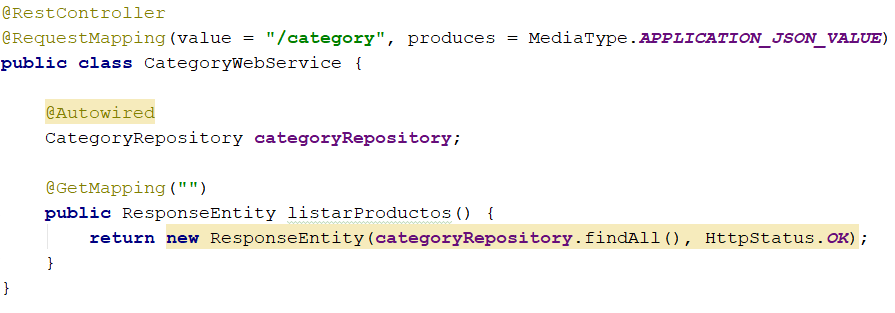 @RestController
@RequestMapping(value = "/category", produces = MediaType.APPLICATION_JSON_VALUE)
public class CategoryWebService {
@Autowired
CategoryRepository categoryRepository;
@GetMapping("")
public ResponseEntity listarProductos() {
return new ResponseEntity(categoryRepository.findAll(), HttpStatus.OK);
}
}